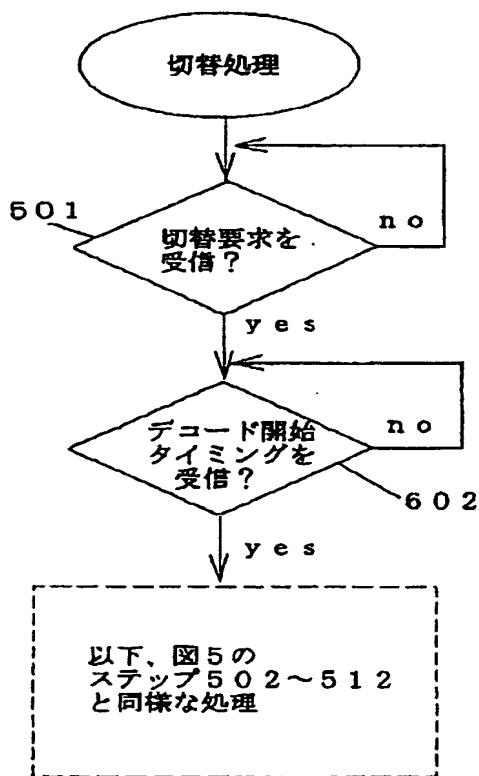 切替処理
501
切替要求を
受信?
no
yes
デコード開始
タイミングを
受信?
no
602
yes
以下、図5の
ステップ502~512
と同様な処理